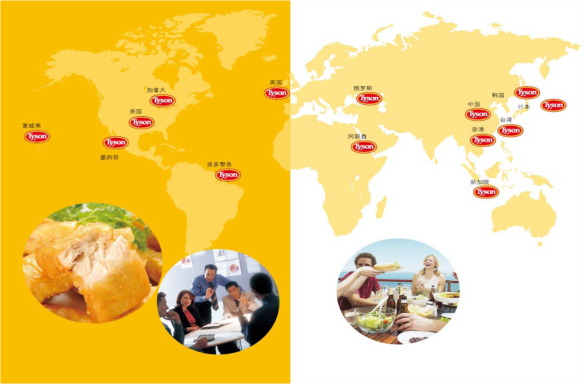 加拿大
Tyson
美国
Tyson
夏威夷
Tyson
Tyson
墨西哥
波多黎各
Tyson
英国
Tyson
俄罗斯
Tyson
阿联酋
Tyson
韩国
Tyson
日本
Tyson
中国
Tyson
台湾
Tyson
香港
Tyson
新加坡
Tyson